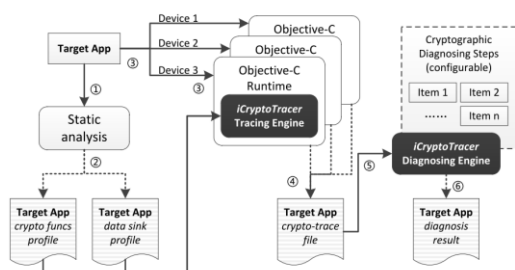 Target App
③
Device 1
Device 2
Device 3
③
Objective-C
Objective-C
Objective-C
Runtime
iCryptoTracer
Tracing Engine
Cryptographic
Diagnosing Steps
(configurable)
Item 1
Item 2
......
Item n
①
Static
analysis
②
④
⑤
iCryptoTracer
Diagnosing Engine
⑥
Target App
crypto funcs
profile
Target App
data sink
profile
Target App
crypto-trace
file
Target App
diagnosis
result